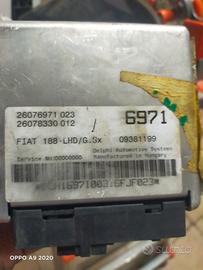 26076971 023
26078330 012
6971
FIAT 188-LHD/G.Sx
09381199
Delphi Automotive Systems
Service No:00000000
Manufactured in Hungary
OPPO A9 2020